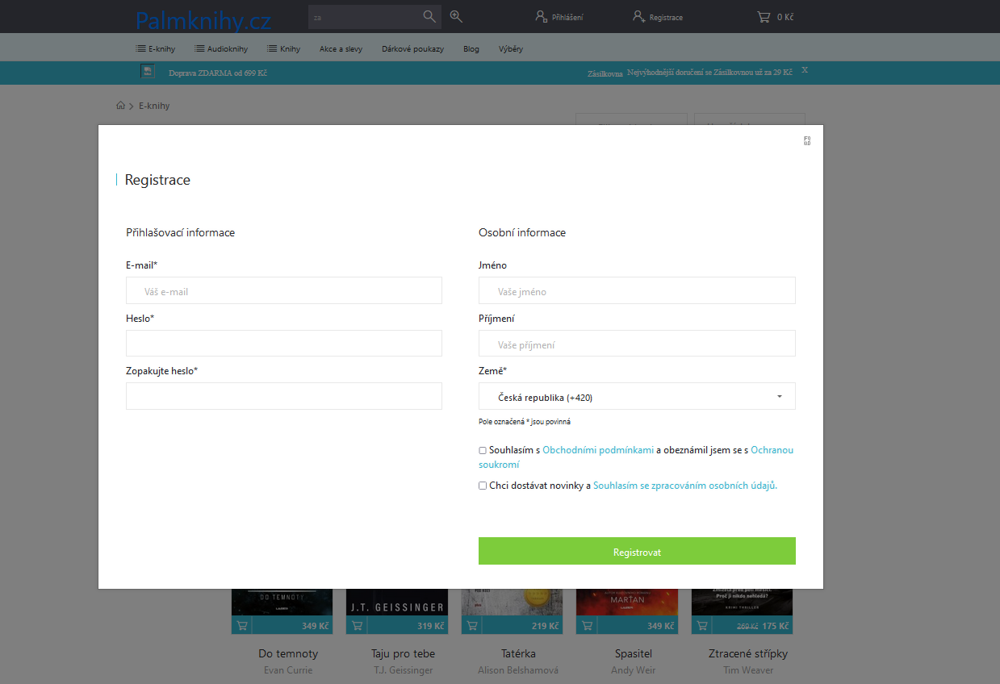 Palmknihy.cz
za
Přihlášení
Registrace
0 Kč
E-knihy
Audioknihy
Knihy
Akce a slevy
Dárkové poukazy
Blog
Výběry
Doprava ZDARMA od 699 Kč
Zásilkovna
Nejvýhodnější doručení se Zásilkovnou už za 29 Kč
X
E-knihy
Registrace
Přihlašovací informace
E-mail*
Váš e-mail
Heslo*
Zopakujte heslo*
Osobní informace
Jméno
Vaše jméno
Příjmení
Vaše příjmení
Země*
Česká republika (+420)
Pole označená * jsou povinná
Souhlasím s Obchodními podmínkami a obeznámil jsem se s Ochranou
soukromí
Chci dostávat novinky a Souhlasím se zpracováním osobních údajů.
Registrovat
DO TEMNOTY
J.T. GEISSINGER
MARŤAN
Proč ji nikdo nehledá?
KRIMI THRILLER
349 Kč
319 Kč
219 Kč
349 Kč
269 Kč 175 Kč
Do temnoty
Taju pro tebe
Tatérka
Spasitel
Ztracené střípky
Evan Currie
T.J. Geissinger
Alison Belshamová
Andy Weir
Tim Weaver